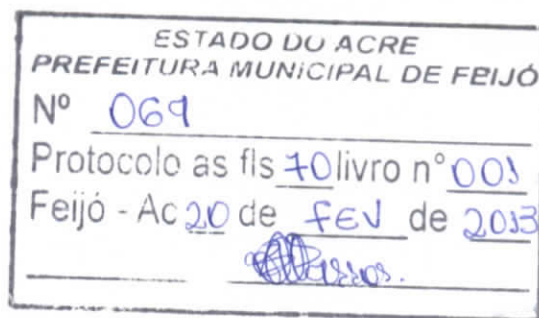 ESTADO DO ACRE
PREFEITURA MUNICIPAL DE FEIJÓ
Nº 069
Protocolo as fls 70 livro n° 001
Feijó - Ac 20 de FEV de 2013